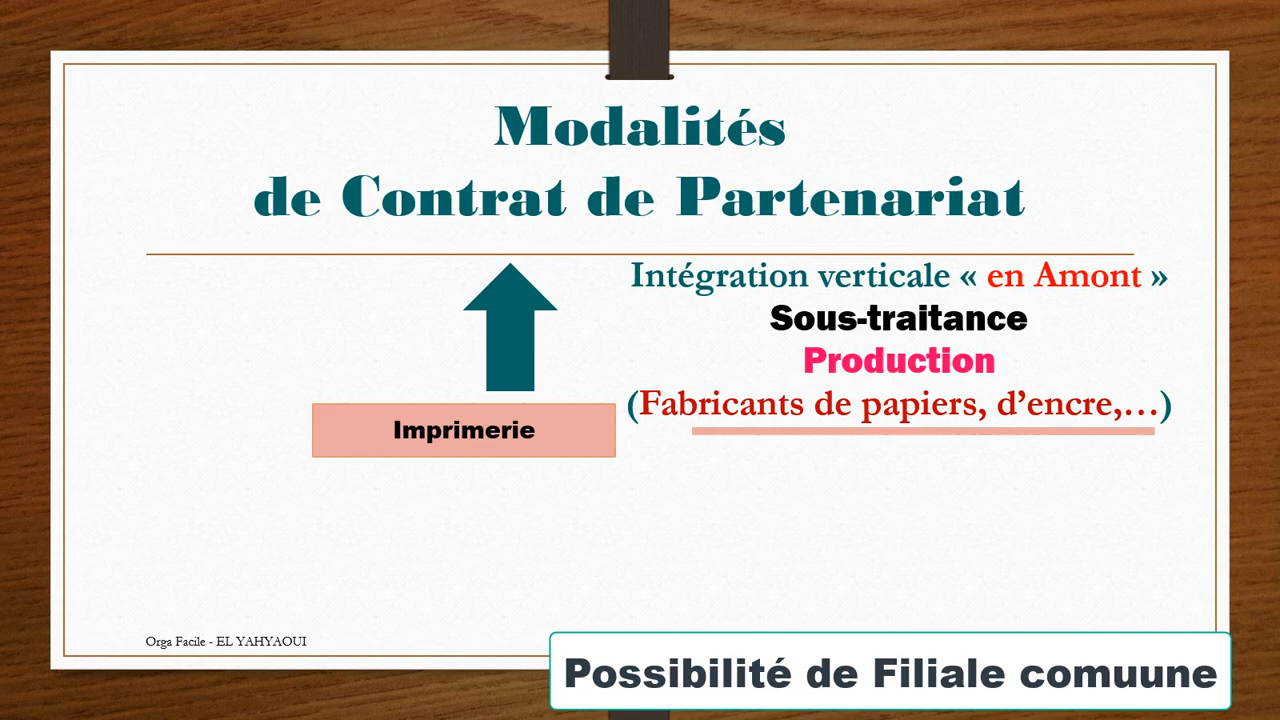 Modalités
de Contrat de Partenariat
Intégration verticale « en Amont »
Sous-traitance
Production
(Fabricants de papiers, d’encre,…)
Imprimerie
Orga Facile - EL YAHYAOUI
Possibilité de Filiale comuune